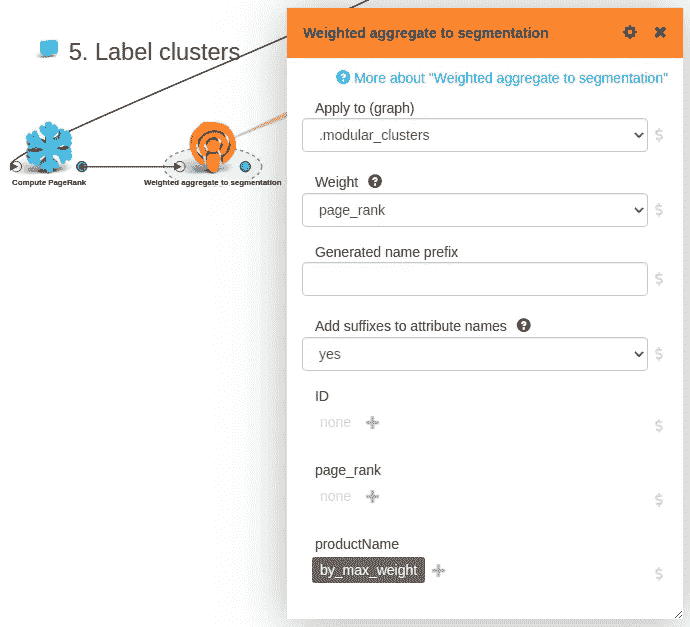 5. Label clusters
Compute PageRank
Weighted aggregate to segmentation
Weighted aggregate to segmentation
More about "Weighted aggregate to segmentation"
Apply to (graph)
.modular_clusters
$
Weight ?
page_rank
$
Generated name prefix
$
Add suffixes to attribute names ?
yes
$
ID
none
$
page_rank
none
$
productName
by_max_weight
$